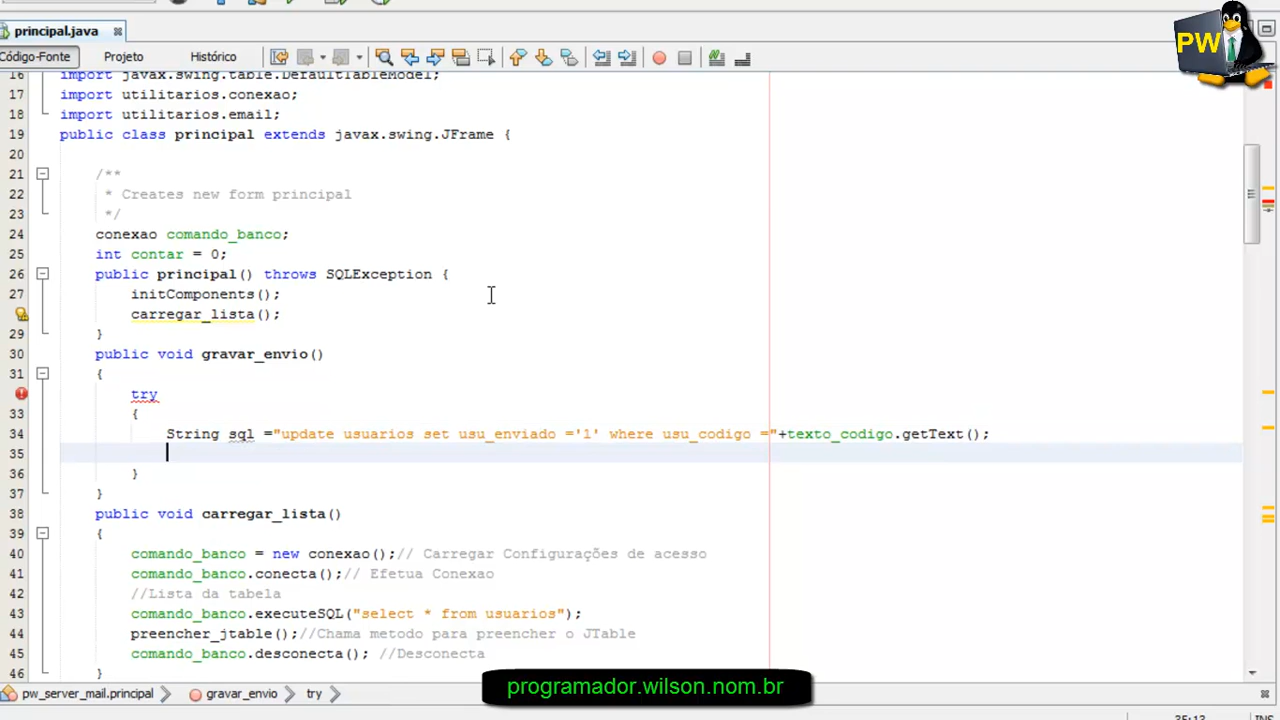 principal.java
Código-Fonte Projeto Histórico
PW
16 import javax.swing.table.DefaultTableModel;
17 import utilitarios.conexao;
18 import utilitarios.email;
19 public class principal extends javax.swing.JFrame {
20
21 /**
22 * Creates new form principal
23 */
24 conexao comando_banco;
25 int contar = 0;
26 public principal() throws SQLException {
27 initComponents();
carregar_lista();
29 }
30 public void gravar_envio()
31 {
try
33 {
34 String sql ="update usuarios set usu_enviado ='1' where usu_codigo ="+texto_codigo.getText();
35
36 }
37 }
38 public void carregar_lista()
39 {
40 comando_banco = new conexao();// Carregar Configurações de acesso
41 comando_banco.conecta();// Efetua Conexao
42 //Lista da tabela
43 comando_banco.executeSQL("select * from usuarios");
44 preencher_jtable();//Chama metodo para preencher o JTable
45 comando_banco.desconecta(); //Desconecta
46 }
pw_server_mail.principal gravar_envio try
programador.wilson.nom.br
35:13 INS